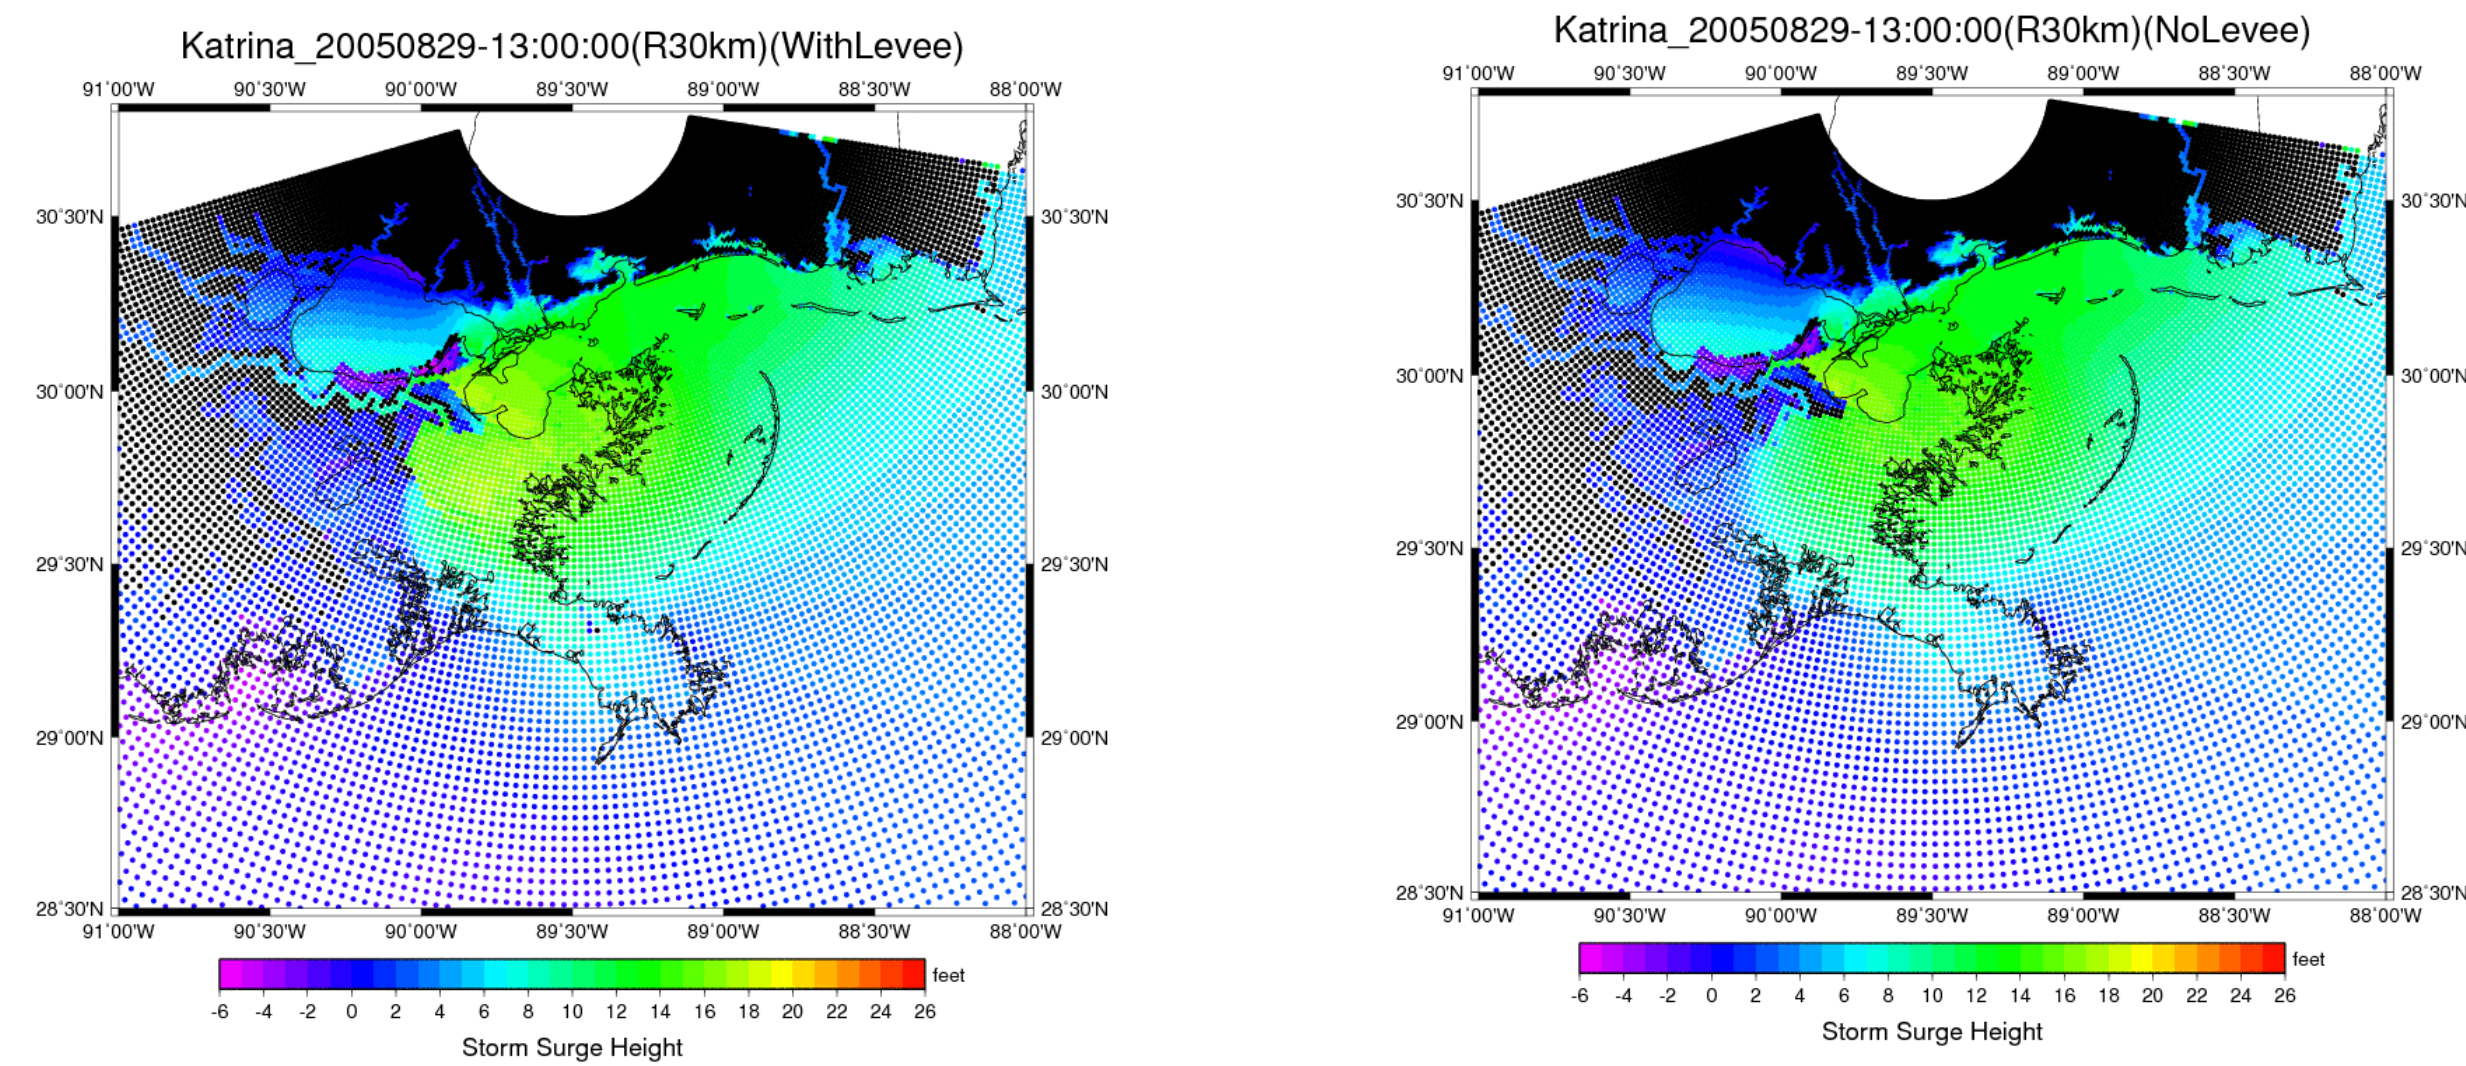 Katrina_20050829-13:00:00(R30km)(WithLevee)
91˚00'W 90˚30'W 90˚00'W 89˚30'W 89˚00'W 88˚30'W 88˚00'W
30˚30'N 30˚30'N
30˚00'N 30˚00'N
29˚30'N 29˚30'N
29˚00'N 29˚00'N
28˚30'N 28˚30'N
91˚00'W 90˚30'W 90˚00'W 89˚30'W 89˚00'W 88˚30'W 88˚00'W
feet
-6 -4 -2 0 2 4 6 8 10 12 14 16 18 20 22 24 26
Storm Surge Height
Katrina_20050829-13:00:00(R30km)(NoLevee)
91˚00'W 90˚30'W 90˚00'W 89˚30'W 89˚00'W 88˚30'W 88˚00'W
30˚30'N 30˚30'N
30˚00'N 30˚00'N
29˚30'N 29˚30'N
29˚00'N 29˚00'N
28˚30'N 28˚30'N
91˚00'W 90˚30'W 90˚00'W 89˚30'W 89˚00'W 88˚30'W 88˚00'W
feet
-6 -4 -2 0 2 4 6 8 10 12 14 16 18 20 22 24 26
Storm Surge Height